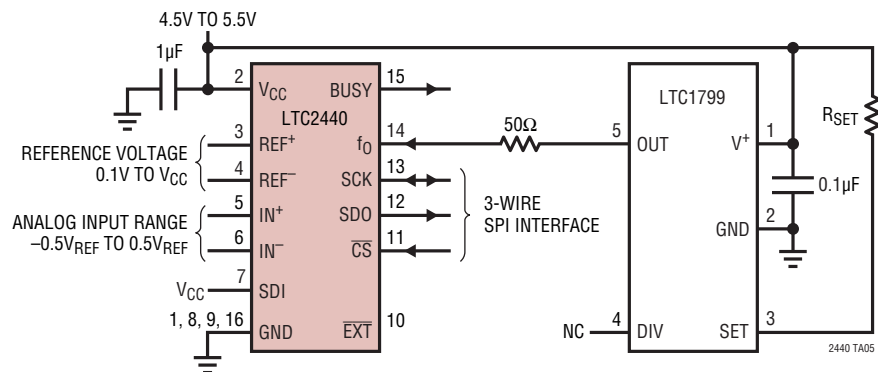 4.5V TO 5.5V
1µF
2
VCC
BUSY
15
LTC2440
LTC1799
3
REF+
fO
14
50Ω
5
OUT
V+
1
RSET
REFERENCE VOLTAGE
0.1V TO VCC
4
REF−
SCK
13
0.1µF
5
IN+
SDO
12
3-WIRE
SPI INTERFACE
ANALOG INPUT RANGE
–0.5VREF TO 0.5VREF
6
IN−
CS
11
GND
2
VCC
7
SDI
1, 8, 9, 16
GND
EXT
10
NC
4
DIV
SET
3
2440 TA05